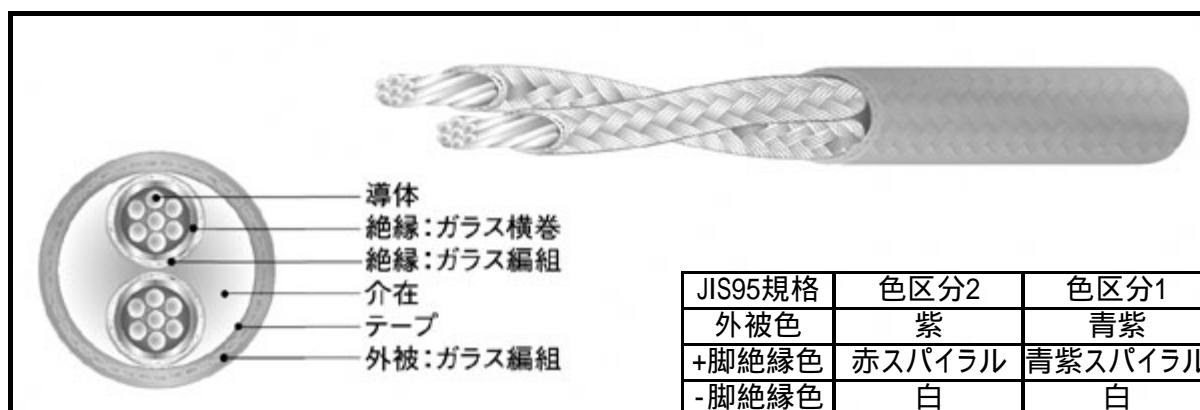 導体
絶縁：ガラス横巻
絶縁：ガラス編組
介在
テープ
外被：ガラス編組
JIS95規格 色区分2 色区分1
外被色 紫 青紫
+脚絶縁色 赤スパイラル 青紫スパイラル
-脚絶縁色 白 白